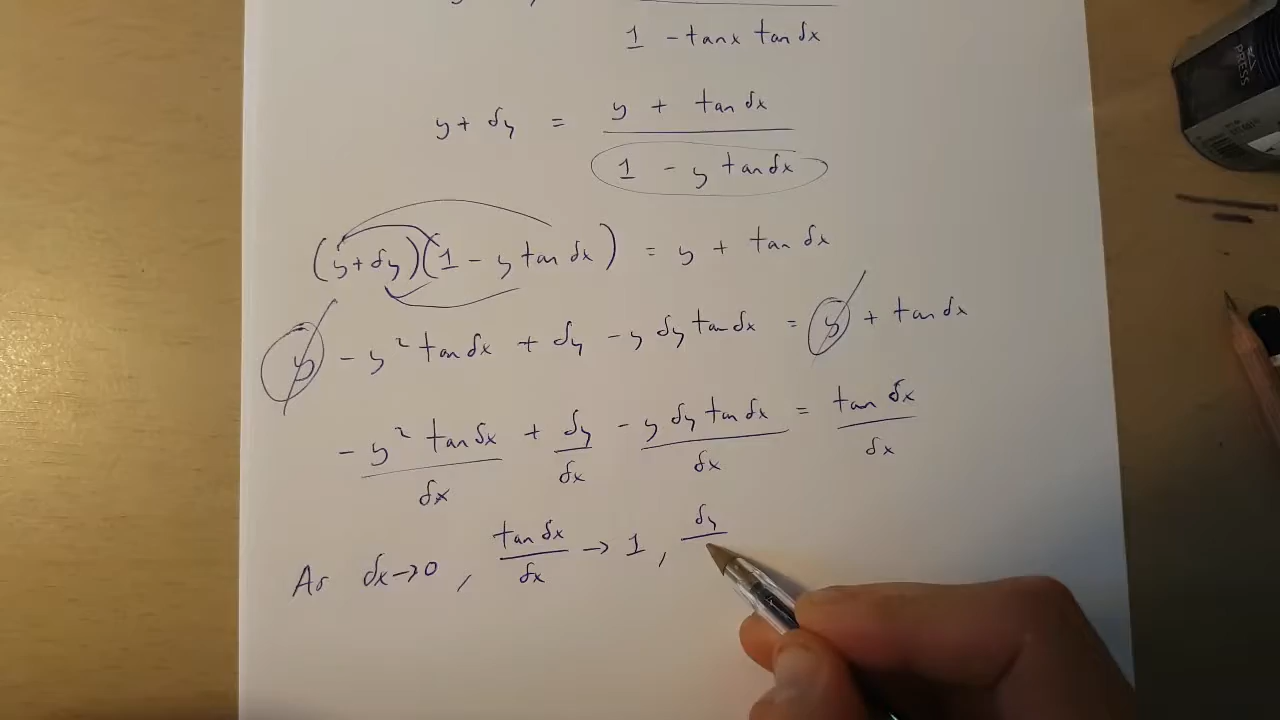 1 - tanx tan δx
y + δy = y + tan δx / 1 - y tan δx
(y + δy)(1 - y tan δx) = y + tan δx
y - y² tan δx + δy - y δy tan δx = y + tan δx
- y² tan δx / δx + δy / δx - y δy tan δx / δx = tan δx / δx
As δx → 0, tan δx / δx → 1, δy
PRESS